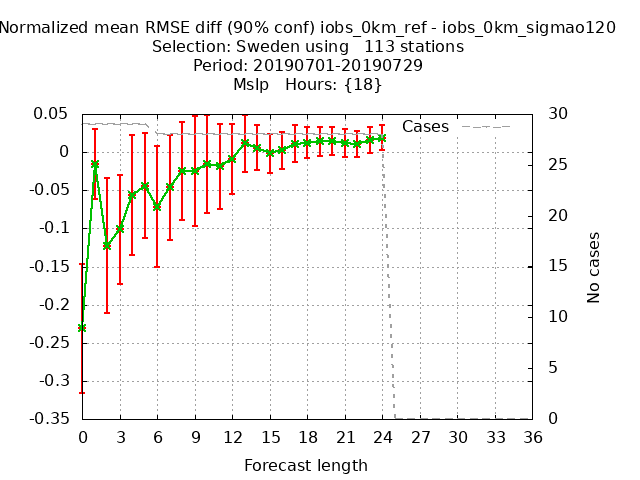 Normalized mean RMSE diff (90% conf) iobs_0km_ref - iobs_0km_sigmao120
Selection: Sweden using   113 stations
Period: 20190701-20190729
Mslp   Hours: {18}
Cases
0.05
0
-0.05
-0.1
-0.15
-0.2
-0.25
-0.3
-0.35
30
25
20
15
10
5
0
No cases
0 3 6 9 12 15 18 21 24 27 30 33 36
Forecast length